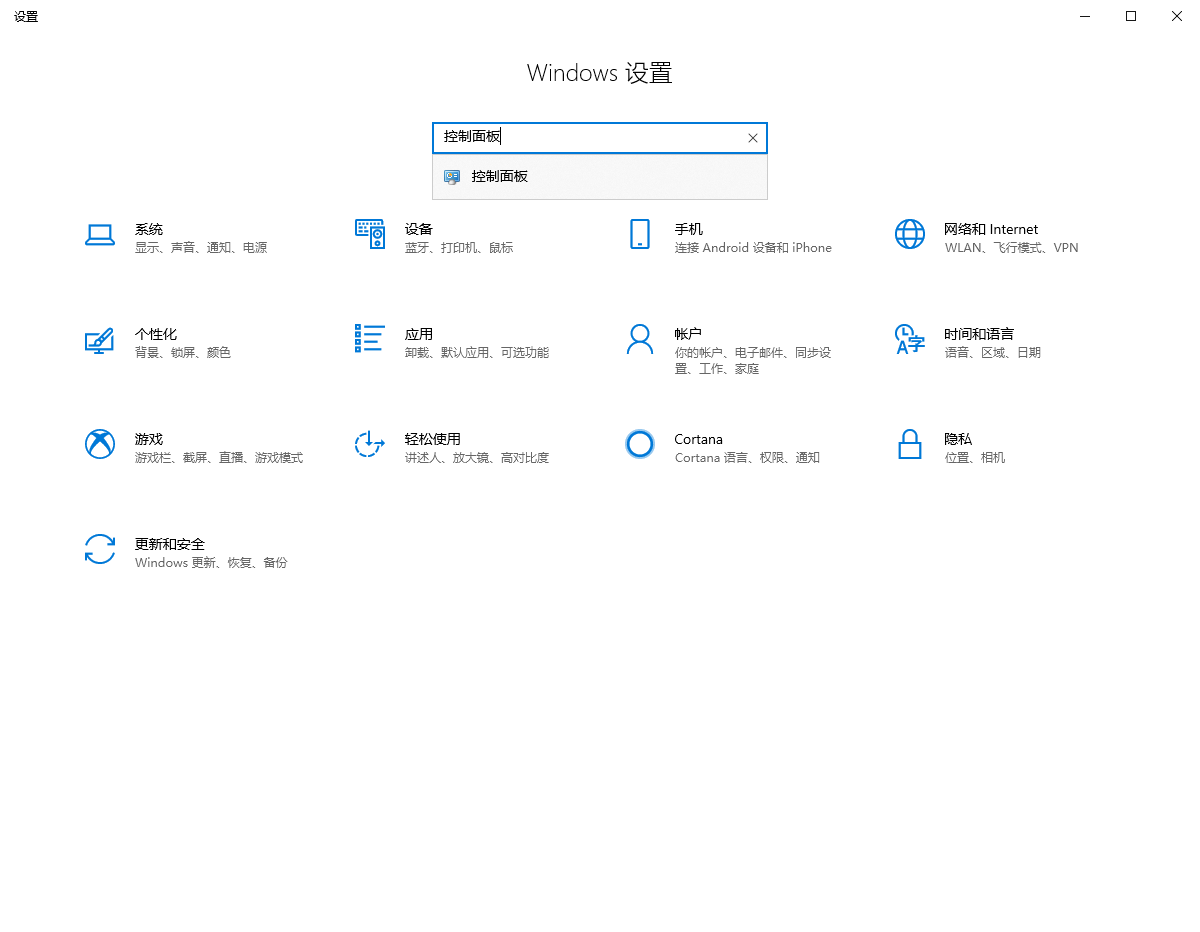 设置
Windows 设置
控制面板
控制面板
系统
显示、声音、通知、电源
设备
蓝牙、打印机、鼠标
手机
连接 Android 设备和 iPhone
网络和 Internet
WLAN、飞行模式、VPN
个性化
背景、锁屏、颜色
应用
卸载、默认应用、可选功能
帐户
你的帐户、电子邮件、同步设
置、工作、家庭
时间和语言
语音、区域、日期
游戏
游戏栏、截屏、直播、游戏模式
轻松使用
讲述人、放大镜、高对比度
Cortana
Cortana 语言、权限、通知
隐私
位置、相机
更新和安全
Windows 更新、恢复、备份